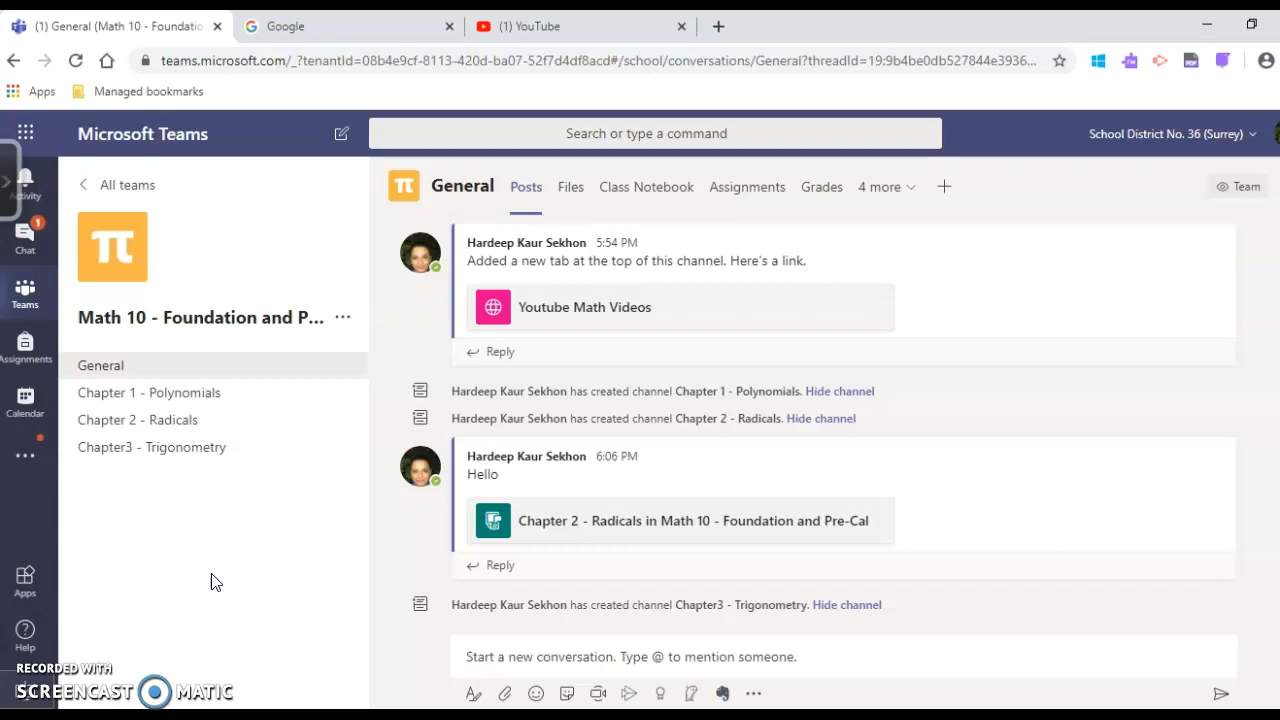 (1) General (Math 10 - Foundatio
Google
(1) YouTube
teams.microsoft.com/_?tenantId=08b4e9cf-8113-420d-aa07-52f7d4df8acd#/school/conversations/General?threadId=19:9b4be0db527844e3936...
Apps
Managed bookmarks
Microsoft Teams
Search or type a command
School District No. 36 (Surrey)
Activity
Chat
1
Teams
Assignments
Calendar
Apps
Help
All teams
π
Math 10 - Foundation and P...
General
Chapter 1 - Polynomials
Chapter 2 - Radicals
Chapter3 - Trigonometry
π
General
Posts
Files
Class Notebook
Assignments
Grades
4 more
Team
Hardeep Kaur Sekhon 5:54 PM
Added a new tab at the top of this channel. Here's a link.
Youtube Math Videos
Reply
Hardeep Kaur Sekhon has created channel Chapter 1 - Polynomials. Hide channel
Hardeep Kaur Sekhon has created channel Chapter 2 - Radicals. Hide channel
Hardeep Kaur Sekhon 6:06 PM
Hello
Chapter 2 - Radicals in Math 10 - Foundation and Pre-Cal
Reply
Hardeep Kaur Sekhon has created channel Chapter3 - Trigonometry. Hide channel
Start a new conversation. Type @ to mention someone.
RECORDED WITH
SCREENCAST MATIC